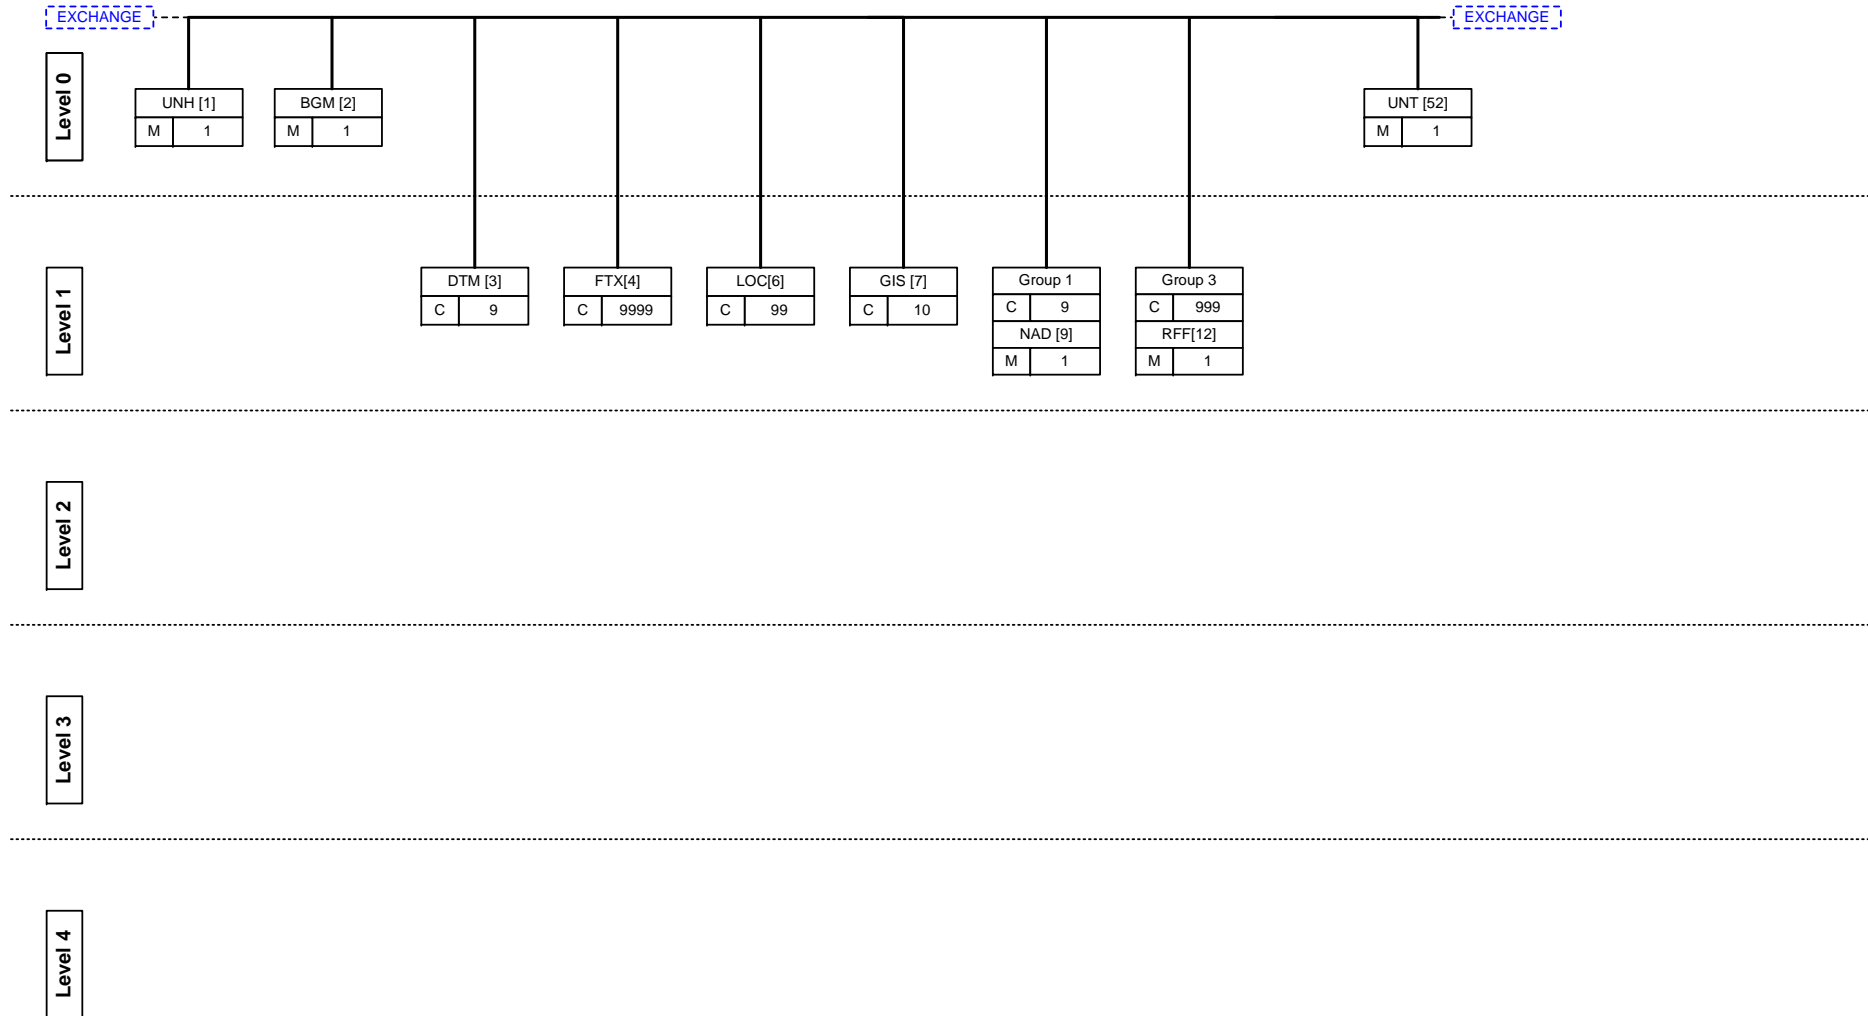 EXCHANGE EXCHANGE
Level 0
UNH [1] BGM [2] UNT [52]
M 1 M 1 M 1
Level 1
DTM [3] FTX[4] LOC[6] GIS [7] Group 1 Group 3
C 9 C 9999 C 99 C 10 C 9 C 999
NAD [9] RFF[12]
M 1 M 1
Level 2
Level 3
Level 4